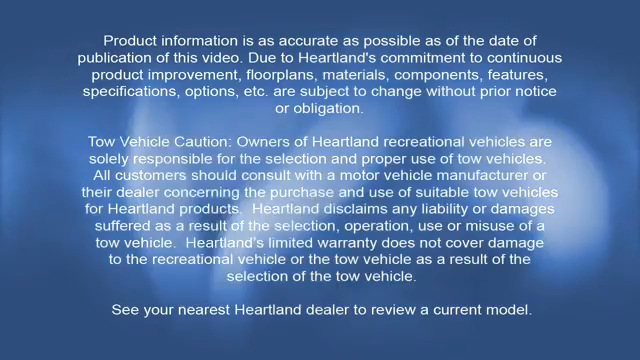 Product information is as accurate as possible as of the date of
publication of this video. Due to Heartland's commitment to continuous
product improvement, floorplans, materials, components, features,
specifications, options, etc. are subject to change without prior notice
or obligation.
Tow Vehicle Caution: Owners of Heartland recreational vehicles are
solely responsible for the selection and proper use of tow vehicles.
All customers should consult with a motor vehicle manufacturer or
their dealer concerning the purchase and use of suitable tow vehicles
for Heartland products. Heartland disclaims any liability or damages
suffered as a result of the selection, operation, use or misuse of a
tow vehicle. Heartland's limited warranty does not cover damage
to the recreational vehicle or the tow vehicle as a result of the
selection of the tow vehicle.
See your nearest Heartland dealer to review a current model.